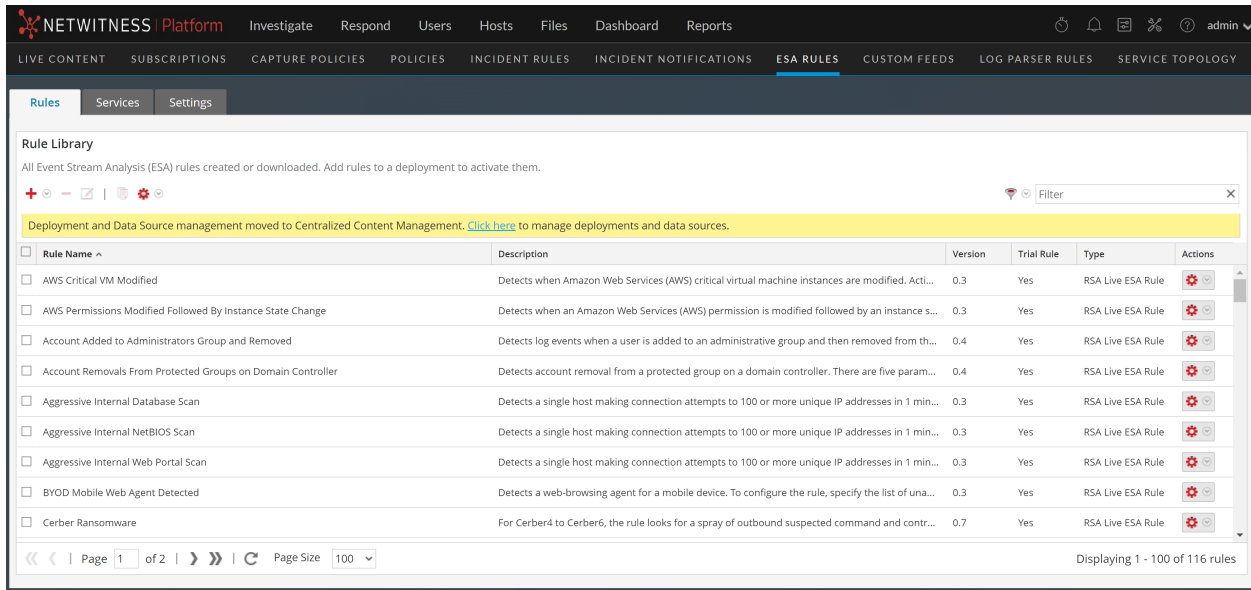 NETWITNESS Platform Investigate Respond Users Hosts Files Dashboard Reports admin
LIVE CONTENT SUBSCRIPTIONS CAPTURE POLICIES POLICIES INCIDENT RULES INCIDENT NOTIFICATIONS ESA RULES CUSTOM FEEDS LOG PARSER RULES SERVICE TOPOLOGY
Rules Services Settings
Rule Library
All Event Stream Analysis (ESA) rules created or downloaded. Add rules to a deployment to activate them.
Filter
Deployment and Data Source management moved to Centralized Content Management. Click here to manage deployments and data sources.
Rule Name Description Version Trial Rule Type Actions
AWS Critical VM Modified Detects when Amazon Web Services (AWS) critical virtual machine instances are modified. Acti... 0.3 Yes RSA Live ESA Rule
AWS Permissions Modified Followed By Instance State Change Detects when an Amazon Web Services (AWS) permission is modified followed by an instance s... 0.3 Yes RSA Live ESA Rule
Account Added to Administrators Group and Removed Detects log events when a user is added to an administrative group and then removed from th... 0.4 Yes RSA Live ESA Rule
Account Removals From Protected Groups on Domain Controller Detects account removal from a protected group on a domain controller. There are five param... 0.4 Yes RSA Live ESA Rule
Aggressive Internal Database Scan Detects a single host making connection attempts to 100 or more unique IP addresses in 1 min... 0.3 Yes RSA Live ESA Rule
Aggressive Internal NetBIOS Scan Detects a single host making connection attempts to 100 or more unique IP addresses in 1 min... 0.3 Yes RSA Live ESA Rule
Aggressive Internal Web Portal Scan Detects a single host making connection attempts to 100 or more unique IP addresses in 1 min... 0.3 Yes RSA Live ESA Rule
BYOD Mobile Web Agent Detected Detects a web-browsing agent for a mobile device. To configure the rule, specify the list of una... 0.3 Yes RSA Live ESA Rule
Cerber Ransomware For Cerber4 to Cerber6, the rule looks for a spray of outbound suspected command and contr... 0.7 Yes RSA Live ESA Rule
Page 1 of 2 Page Size 100 Displaying 1 - 100 of 116 rules